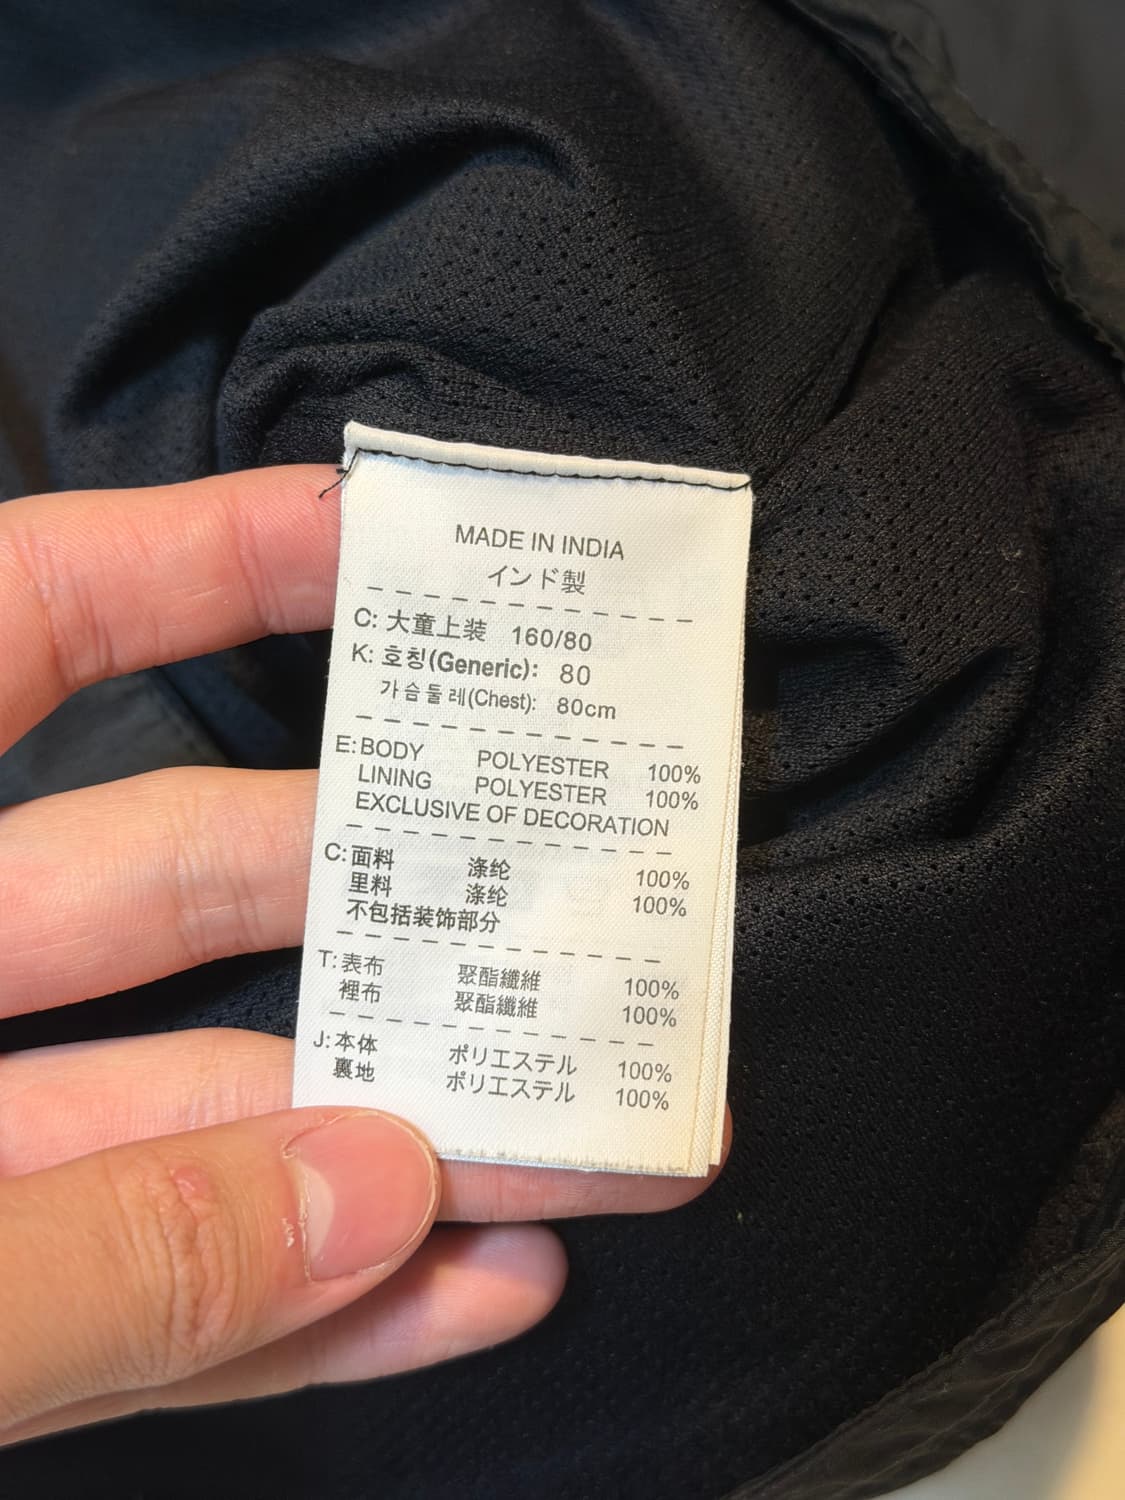 MADE IN INDIA
インド製
C: 大童上装 160/80
K: 호칭(Generic): 80
가슴둘레(Chest): 80cm
E: BODY POLYESTER 100%
LINING POLYESTER 100%
EXCLUSIVE OF DECORATION
C: 面料 涤纶 100%
里料 涤纶 100%
不包括装饰部分
T: 表布 聚酯纖維 100%
裡布 聚酯纖維 100%
J: 本体 ポリエステル 100%
裏地 ポリエステル 100%